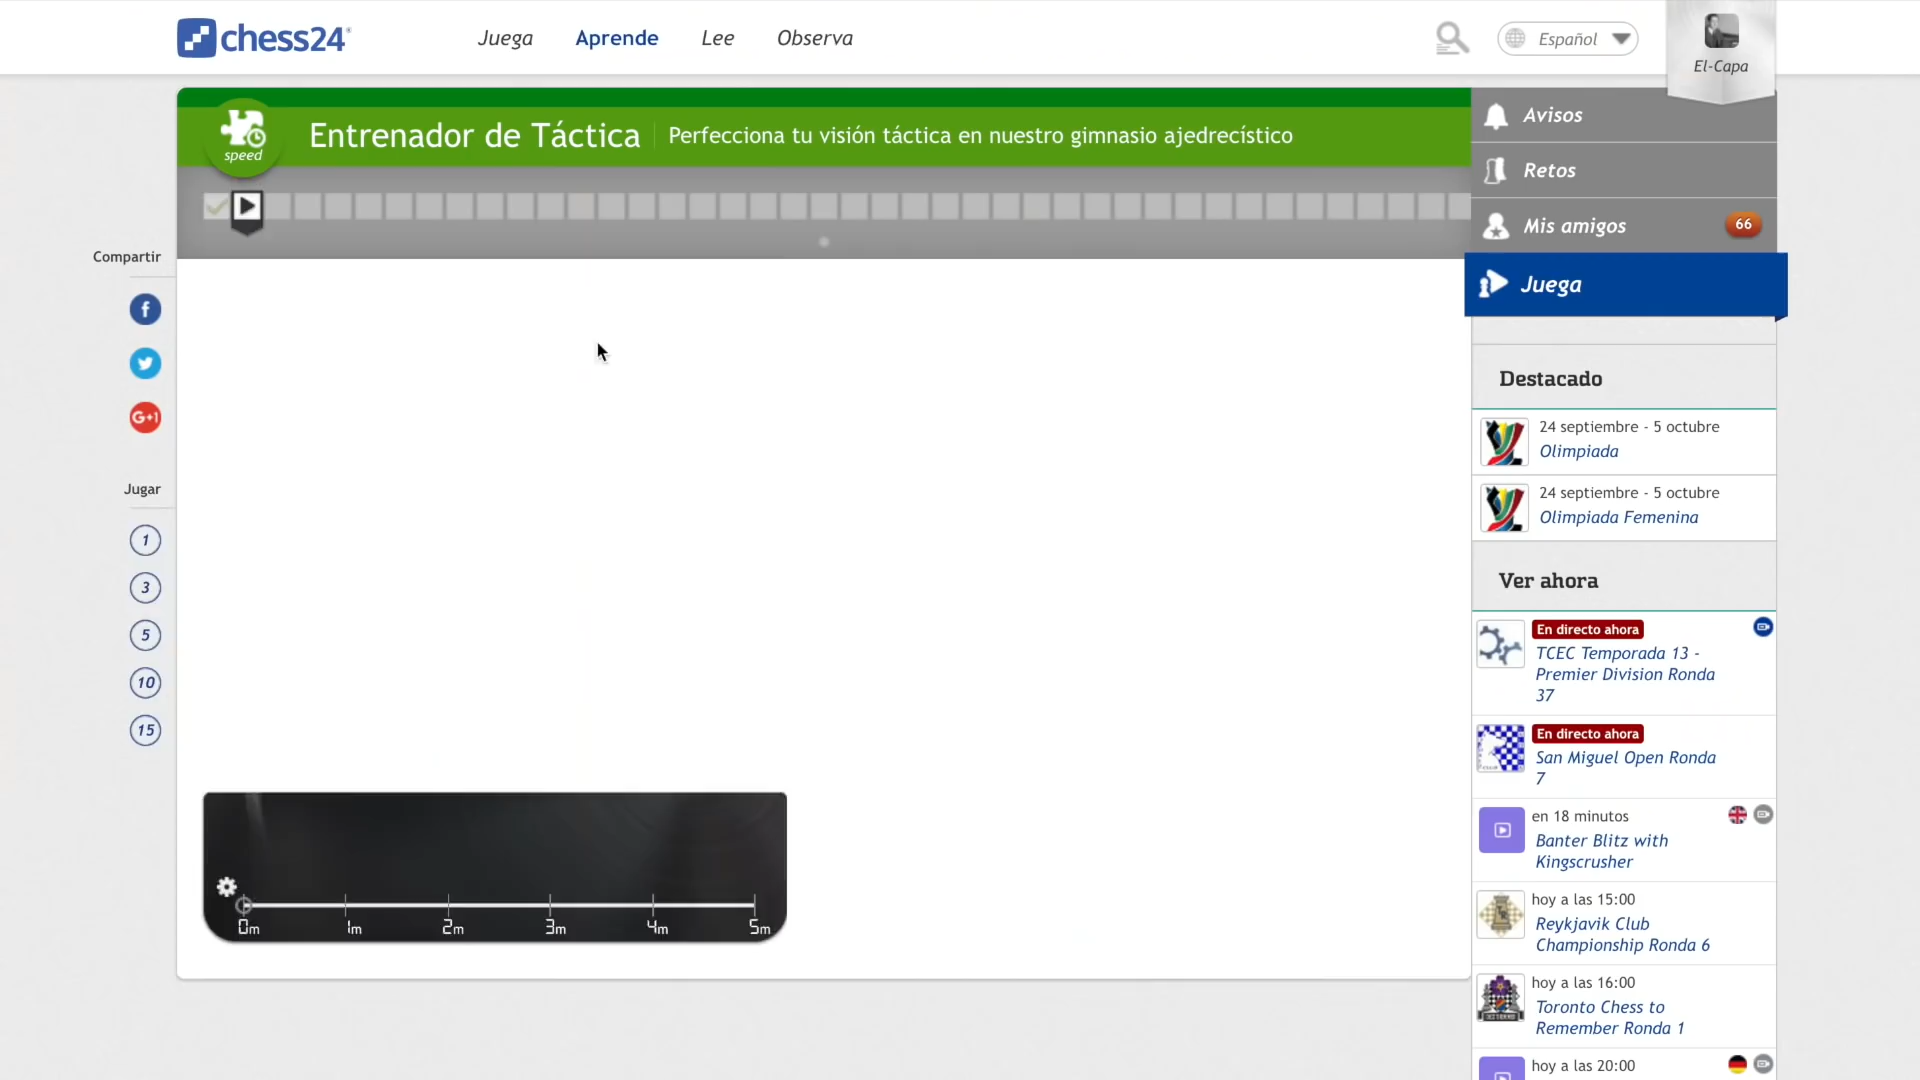 chess24
Juega
Aprende
Lee
Observa
Español
El-Capa
speed
Entrenador de Táctica
Perfecciona tu visión táctica en nuestro gimnasio ajedrecístico
Avisos
Retos
Mis amigos
66
Juega
Compartir
f
G+1
Jugar
1
3
5
10
15
0m
1m
2m
3m
4m
5m
Destacado
24 septiembre - 5 octubre
Olimpiada
24 septiembre - 5 octubre
Olimpiada Femenina
Ver ahora
En directo ahora
TCEC Temporada 13 -
Premier Division Ronda
37
En directo ahora
San Miguel Open Ronda
7
en 18 minutos
Banter Blitz with
Kingscrusher
hoy a las 15:00
Reykjavik Club
Championship Ronda 6
hoy a las 16:00
Toronto Chess to
Remember Ronda 1
hoy a las 20:00